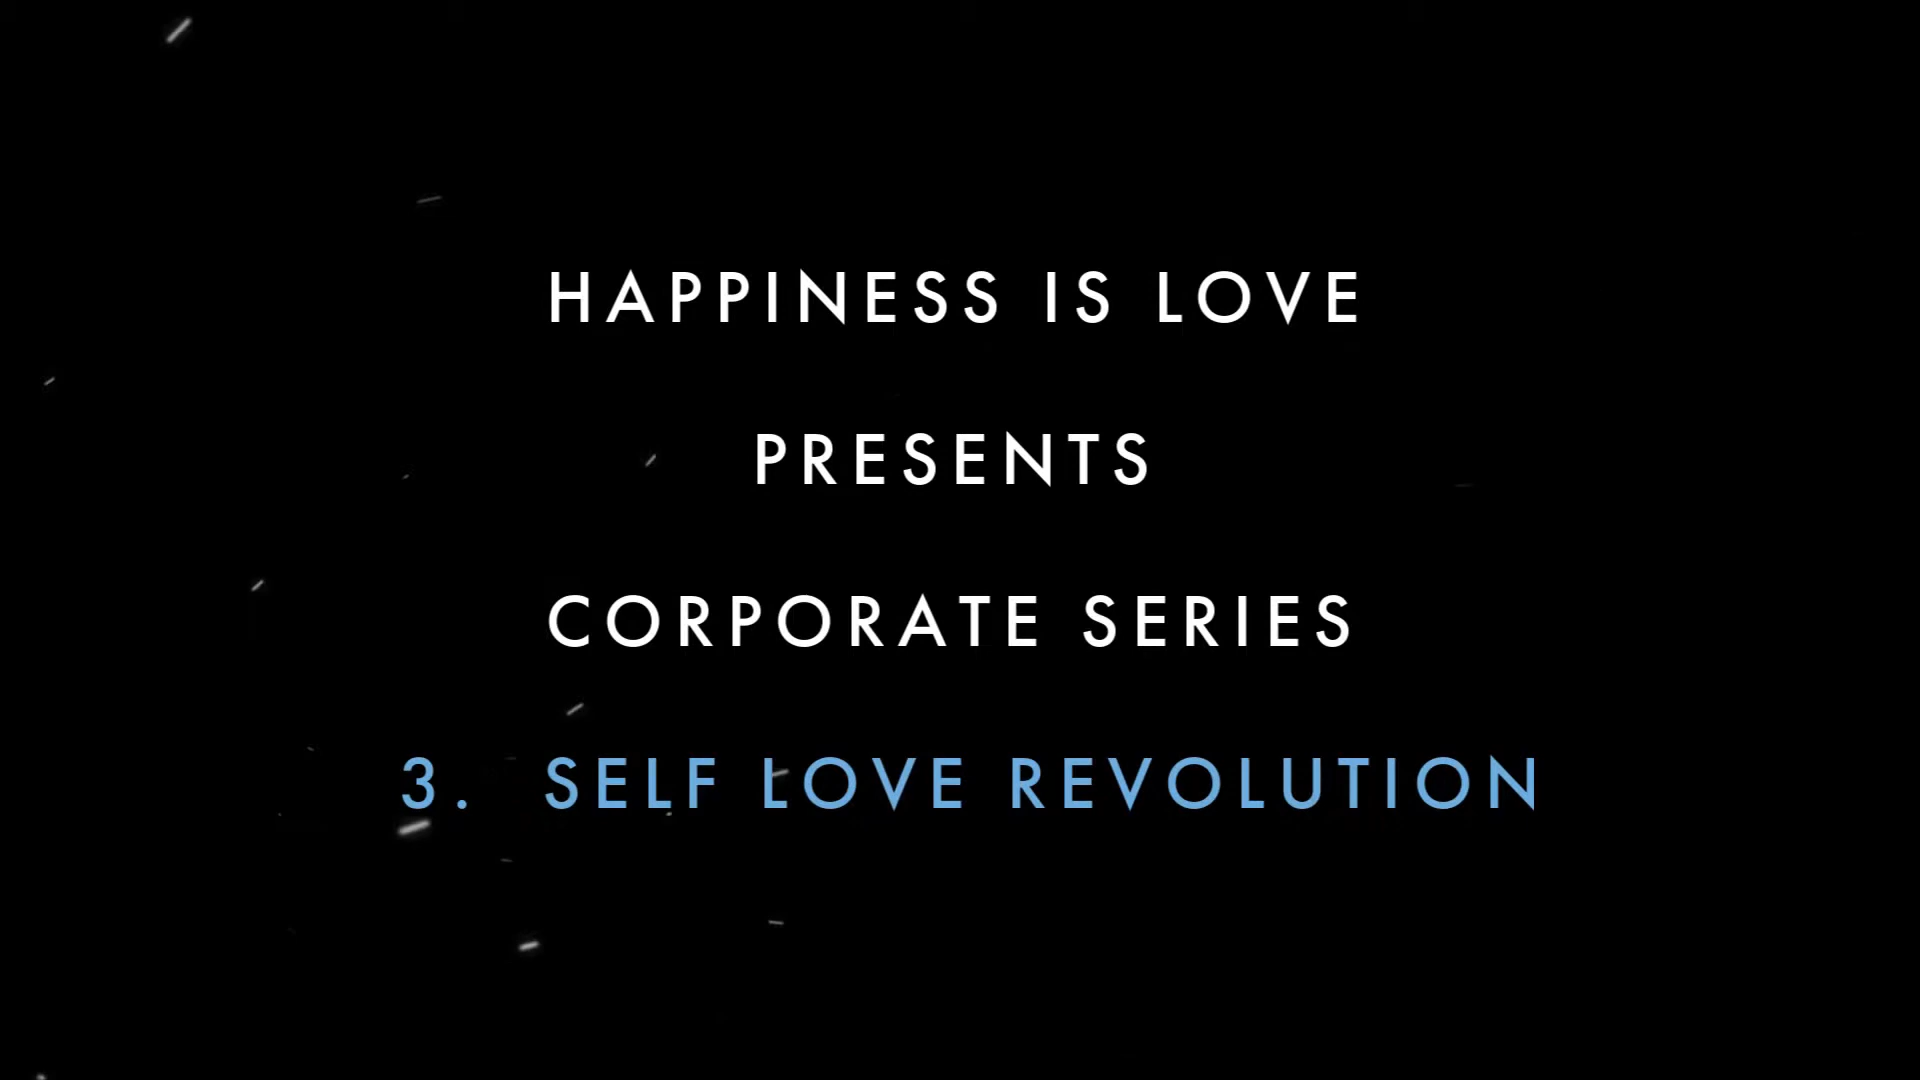 HAPPINESS IS LOVE
PRESENTS
CORPORATE SERIES
3. SELF LOVE REVOLUTION